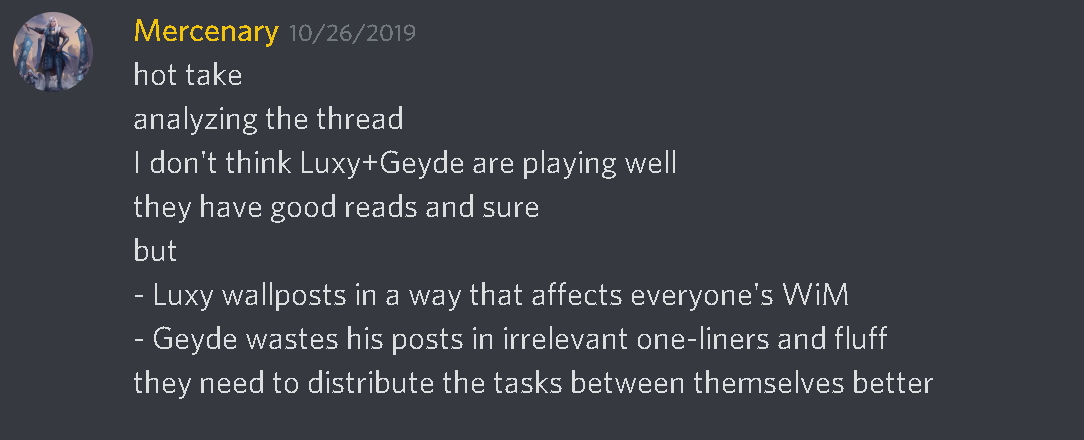 Mercenary 10/26/2019
hot take
analyzing the thread
I don't think Luxy+Geyde are playing well
they have good reads and sure
but
- Luxy wallposts in a way that affects everyone's WiM
- Geyde wastes his posts in irrelevant one-liners and fluff
they need to distribute the tasks between themselves better